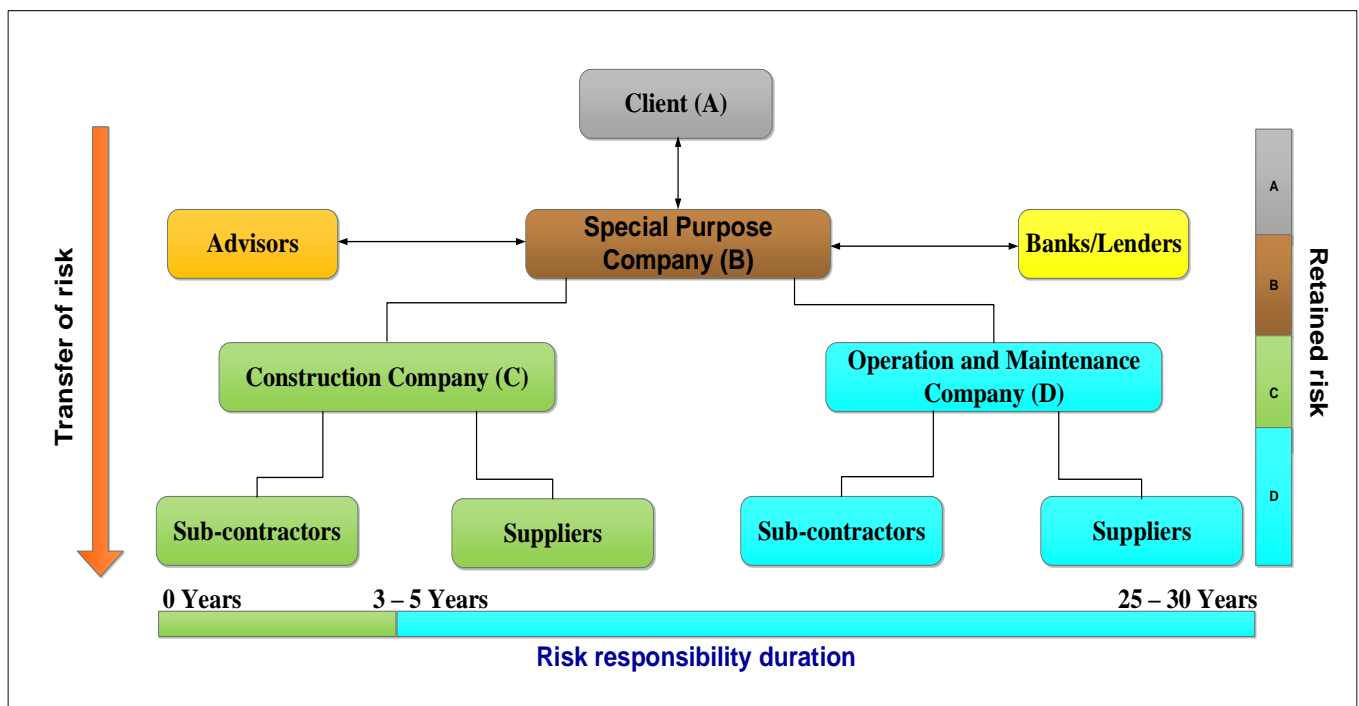 Client (A)
Transfer of risk
Retained risk
A
Advisors
Special Purpose
Company (B)
Banks/Lenders
B
Construction Company (C)
Operation and Maintenance
Company (D)
C
D
Sub-contractors
Suppliers
Sub-contractors
Suppliers
0 Years
3 – 5 Years
25 – 30 Years
Risk responsibility duration